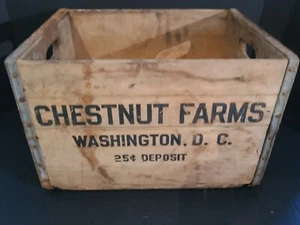 CHESTNUT FARMS
WASHINGTON, D. C.
25¢ DEPOSIT